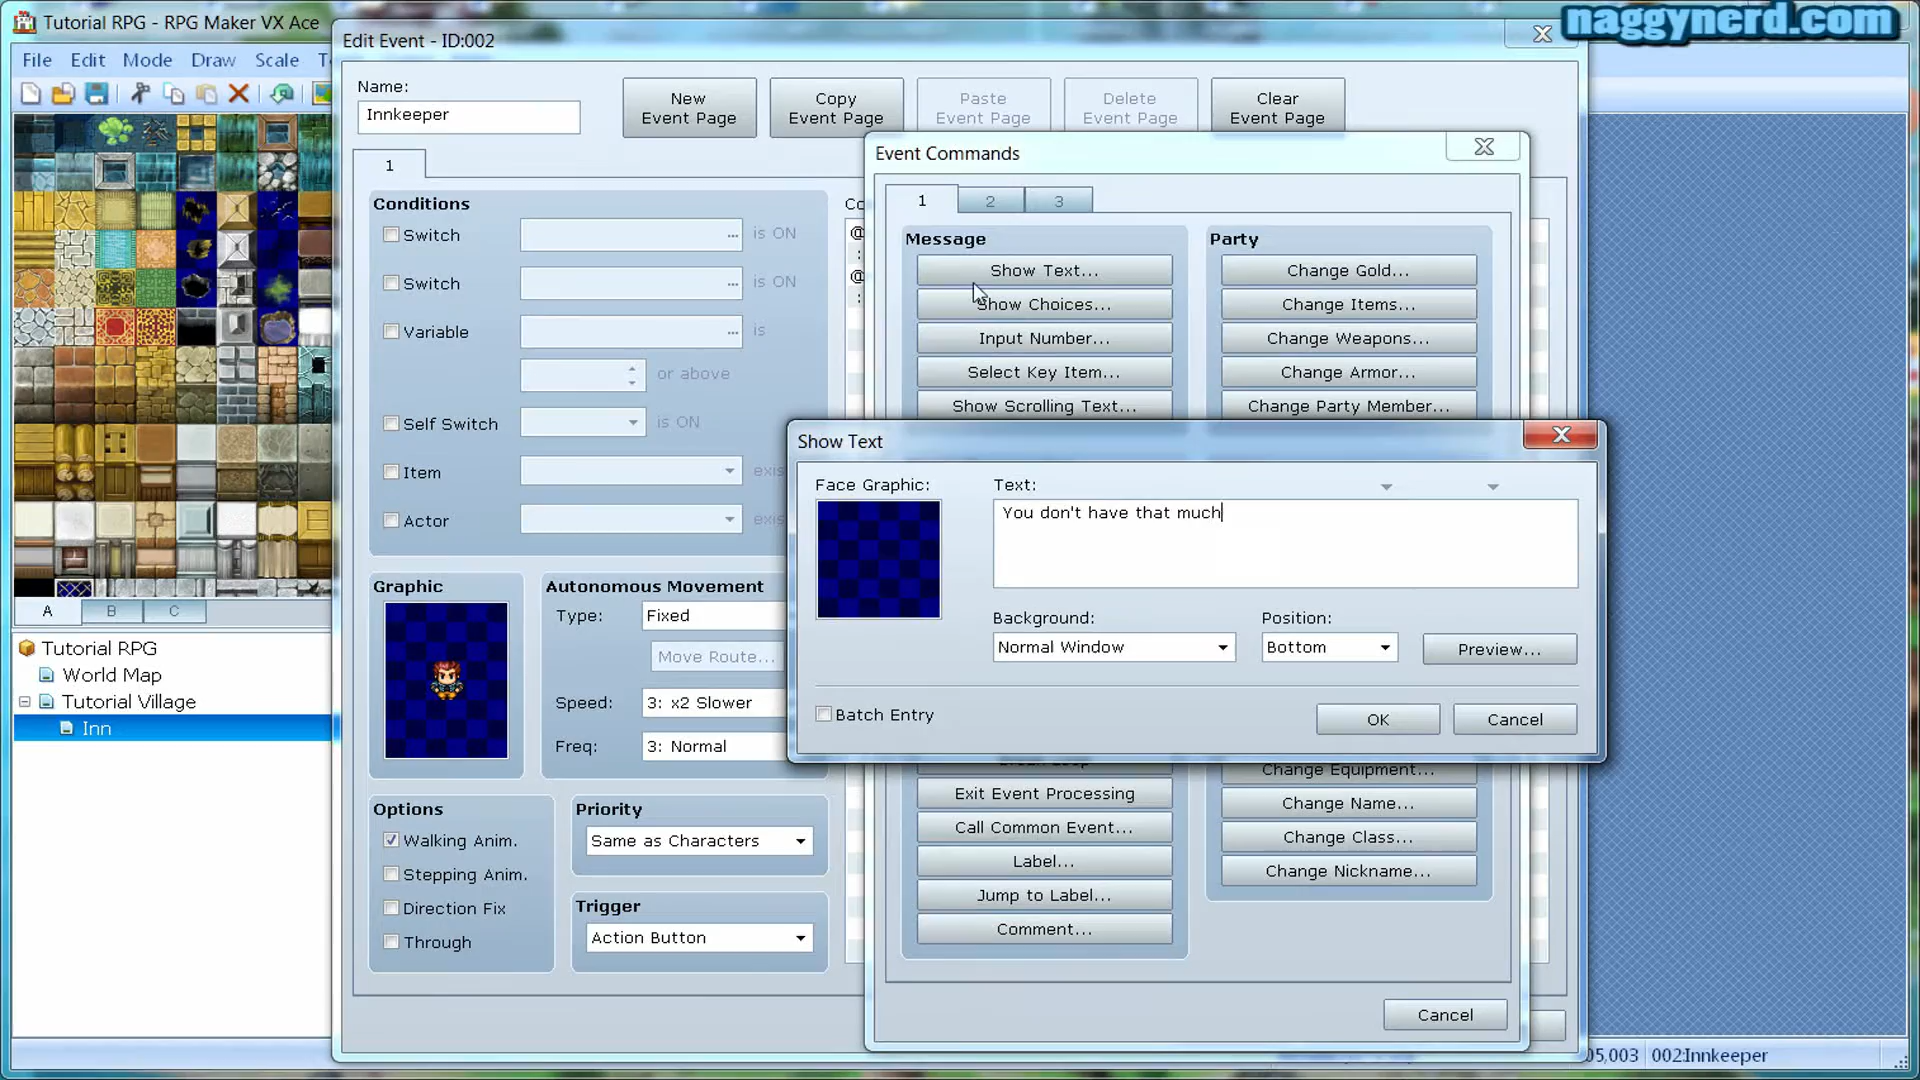 Tutorial RPG - RPG Maker VX Ace
naggynerd.com
File Edit Mode Draw Scale
Edit Event - ID:002
Name:
Innkeeper
New Event Page
Copy Event Page
Paste Event Page
Delete Event Page
Clear Event Page
1
Conditions
Switch is ON
Switch is ON
Variable is
or above
Self Switch is ON
Item
Actor
Graphic
Autonomous Movement
Type: Fixed
Move Route...
Speed: 3: x2 Slower
Freq: 3: Normal
Options
Walking Anim.
Stepping Anim.
Direction Fix
Through
Priority
Same as Characters
Trigger
Action Button
Event Commands
1 2 3
Message
Show Text...
Show Choices...
Input Number...
Select Key Item...
Show Scrolling Text...
Party
Change Gold...
Change Items...
Change Weapons...
Change Armor...
Change Party Member...
Show Text
Face Graphic:
Text:
You don't have that much
Background:
Normal Window
Position:
Bottom
Preview...
Batch Entry
OK
Cancel
Exit Event Processing
Call Common Event...
Label...
Jump to Label...
Comment...
Change Equipment...
Change Name...
Change Class...
Change Nickname...
Cancel
A B C
Tutorial RPG
World Map
Tutorial Village
Inn
05,003 002:Innkeeper